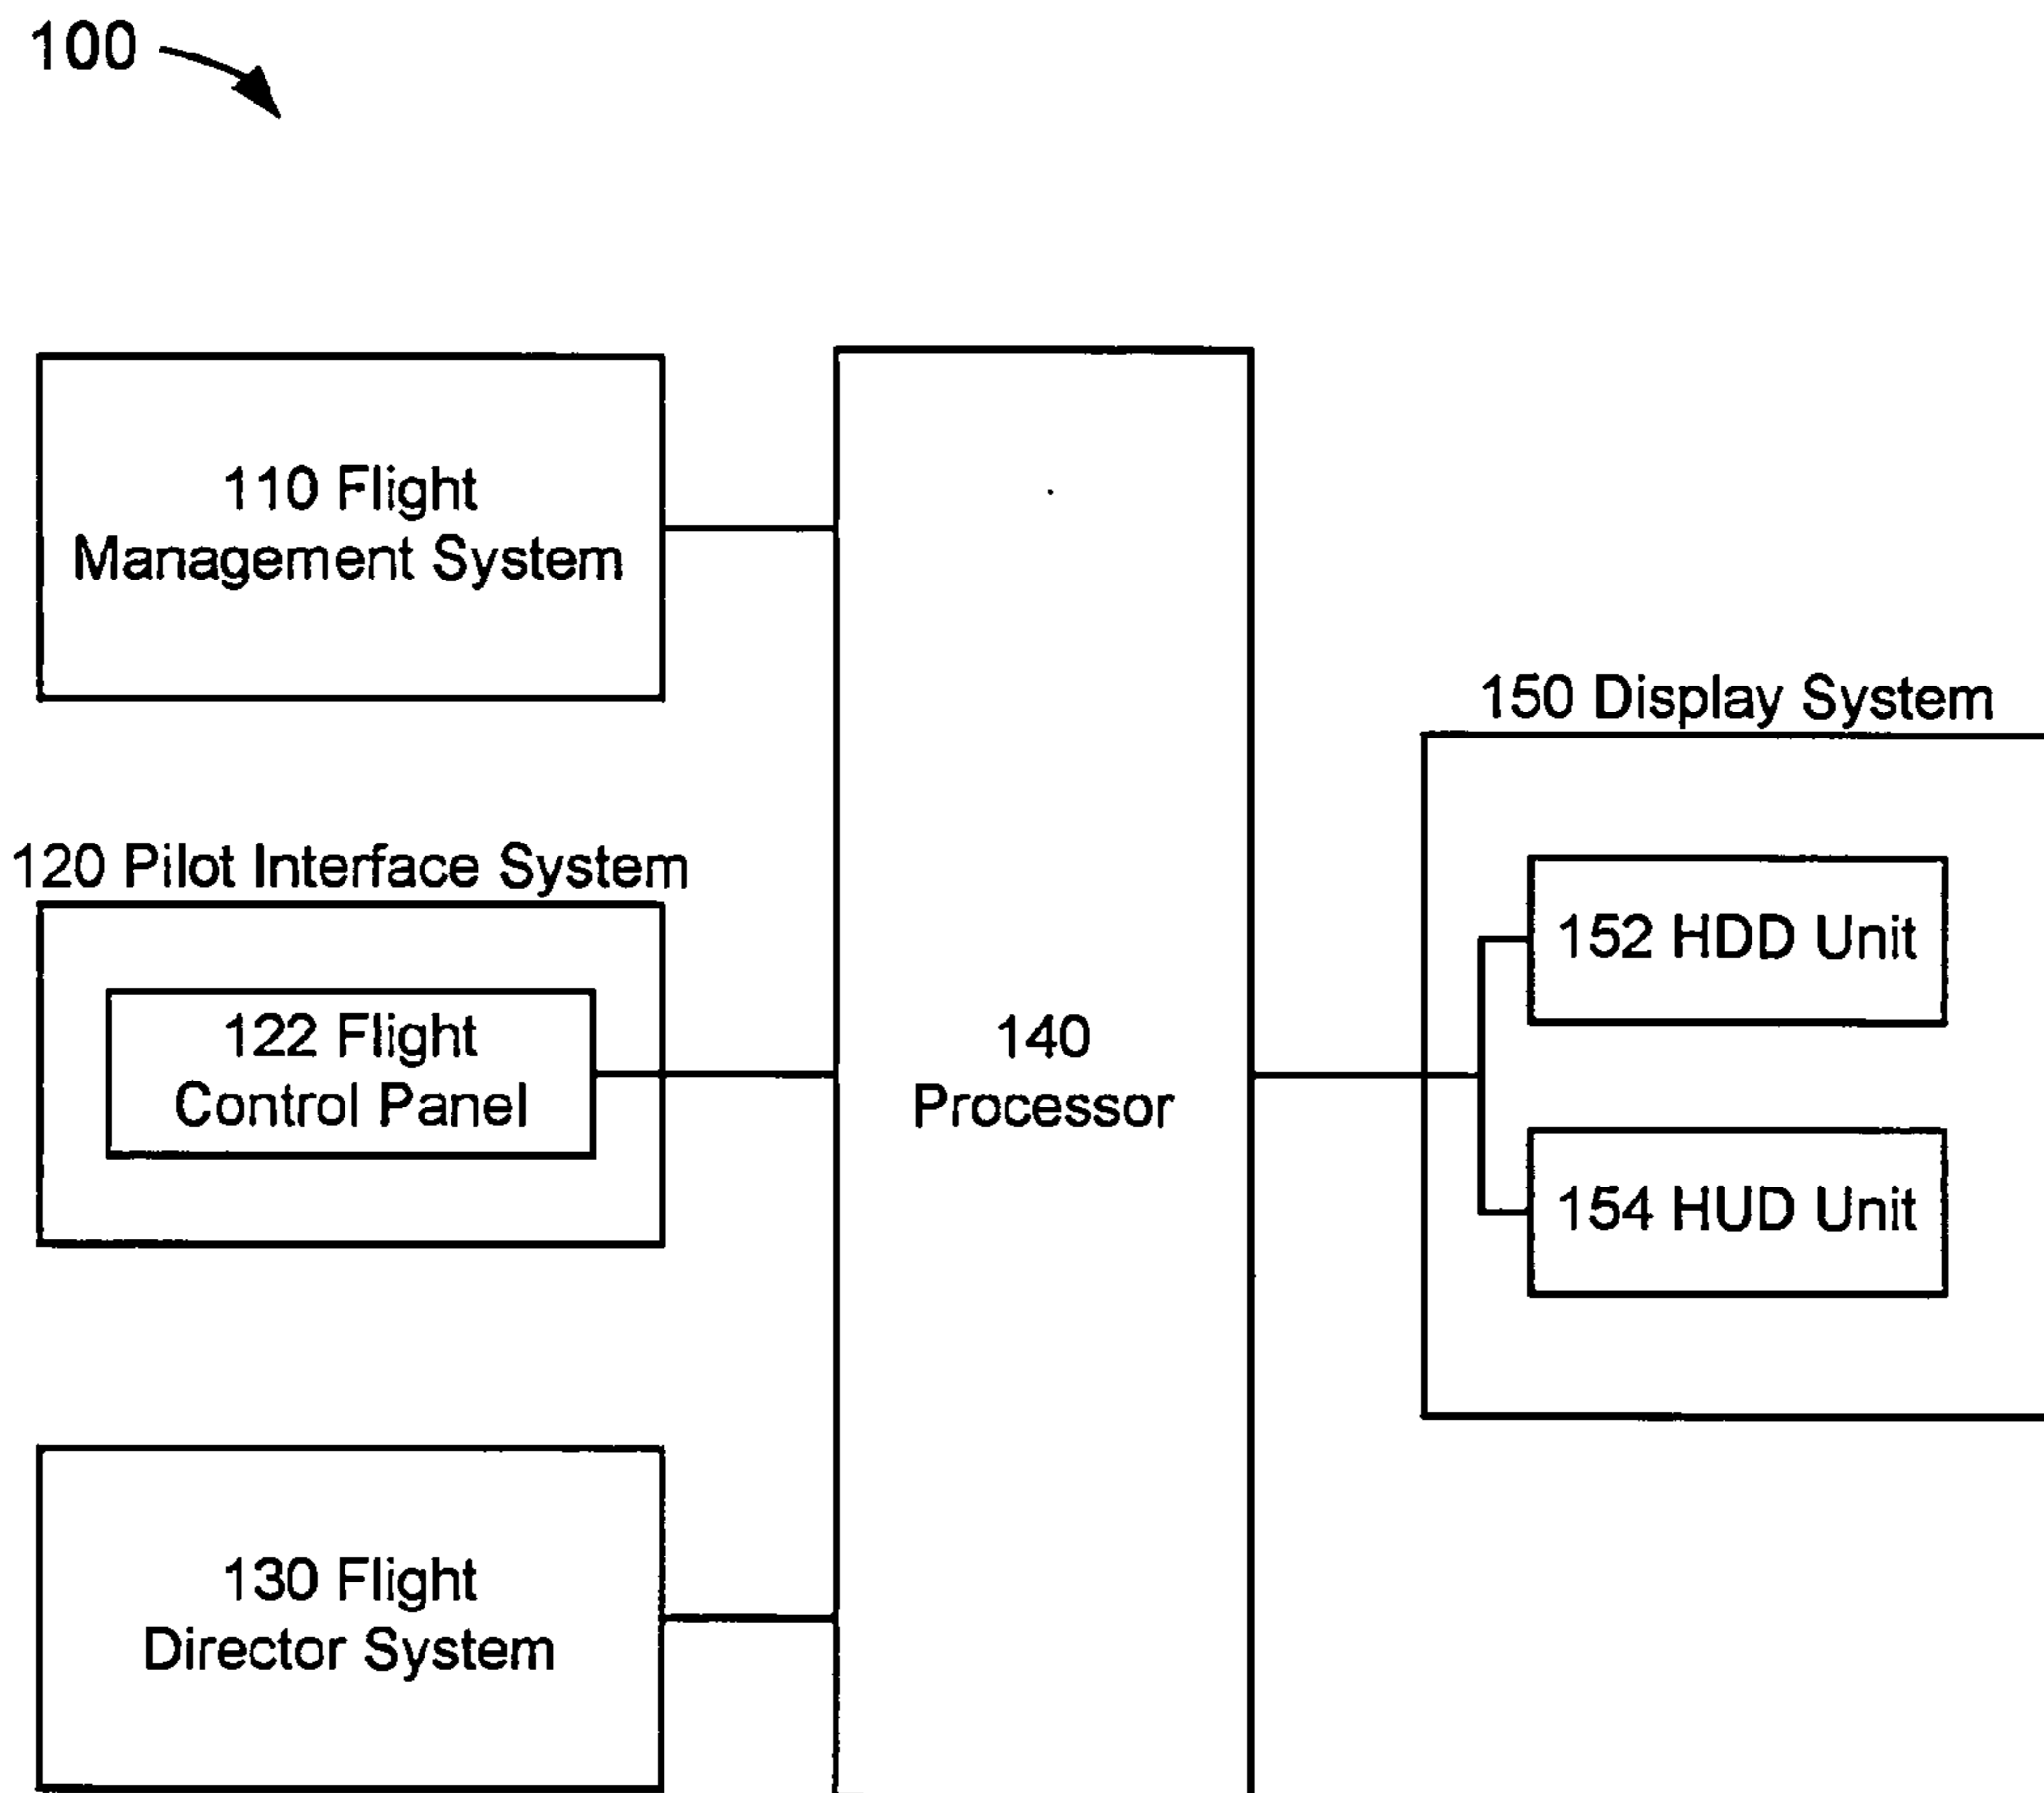 100
110 Flight
Management System
120 Pilot Interface System
122 Flight
Control Panel
130 Flight
Director System
140
Processor
150 Display System
152 HDD Unit
154 HUD Unit